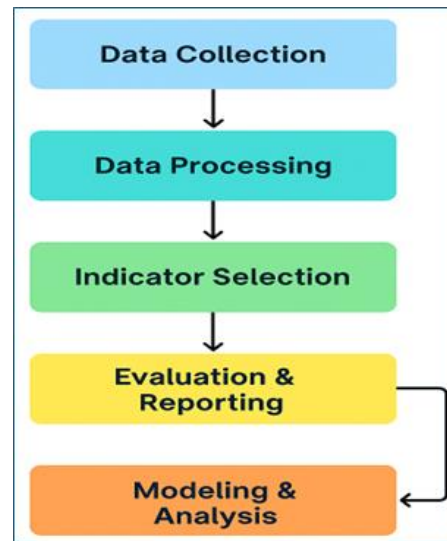 Data Collection
Data Processing
Indicator Selection
Evaluation &
Reporting
Modeling &
Analysis